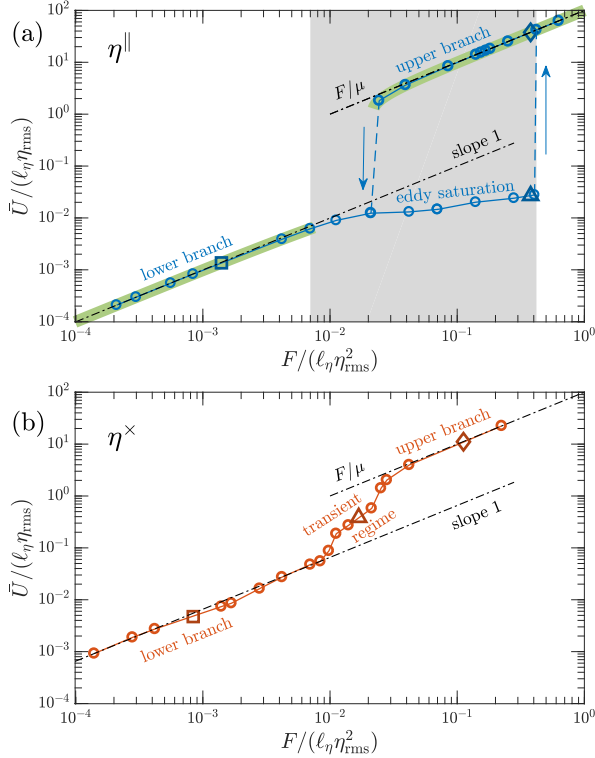 (a)
η^∥
upper branch
F/μ
slope 1
eddy saturation
lower branch
10^2
10^1
10^0
10^−1
10^−2
10^−3
10^−4
Ū/(ℓ_η η_rms)
10^−4 10^−3 10^−2 10^−1 10^0
F/(ℓ_η η_rms^2)
(b)
η^×
upper branch
F/μ
transient
regime
slope 1
lower branch
10^2
10^1
10^0
10^−1
10^−2
10^−3
10^−4
Ū/(ℓ_η η_rms)
10^−4 10^−3 10^−2 10^−1 10^0
F/(ℓ_η η_rms^2)